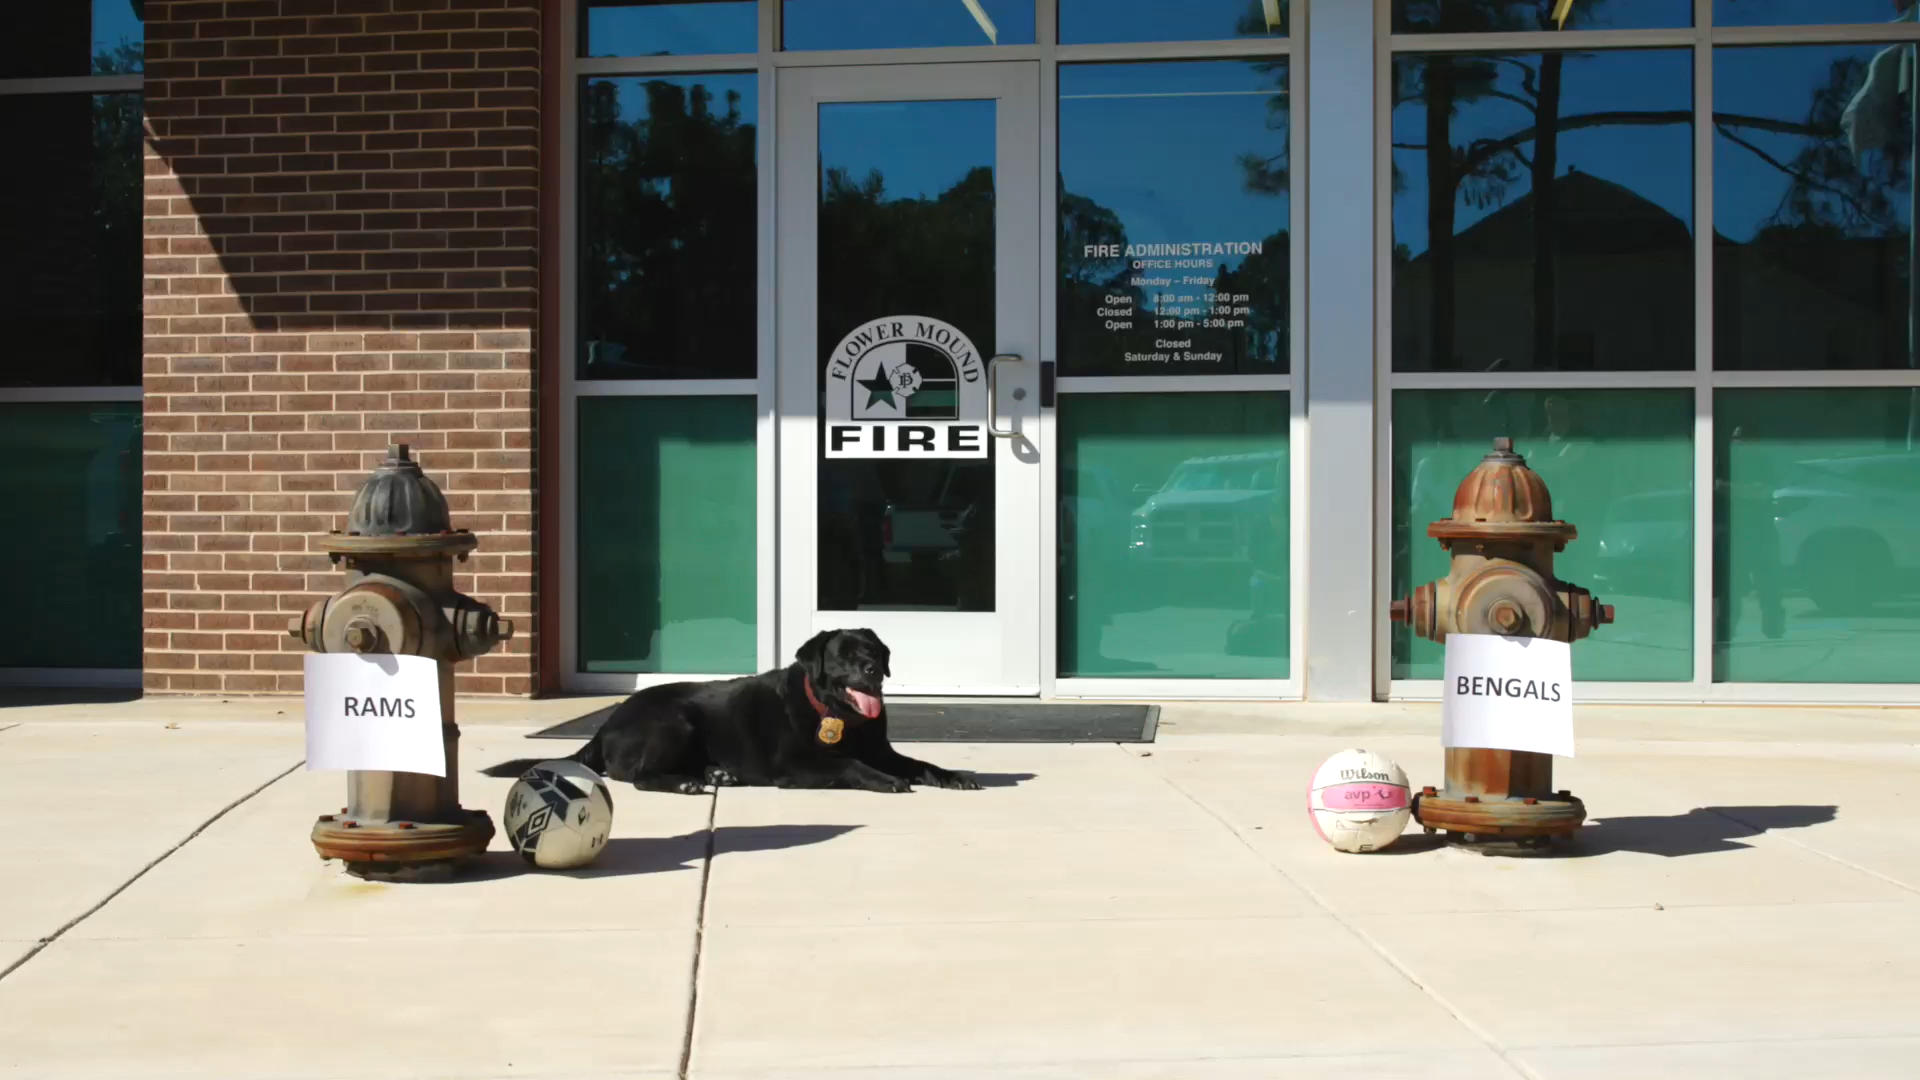 FLOWER MOUND
FD
FIRE
FIRE ADMINISTRATION
OFFICE HOURS
Monday – Friday
Open 8:00 am - 12:00 pm
Closed 12:00 pm - 1:00 pm
Open 1:00 pm - 5:00 pm
Closed
Saturday & Sunday
RAMS
BENGALS
Wilson
avp